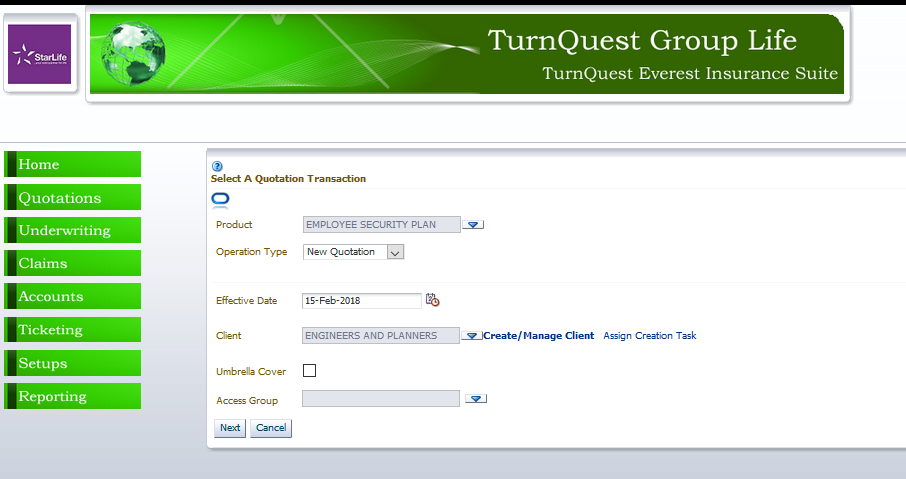 StarLife
TurnQuest Group Life
TurnQuest Everest Insurance Suite
Home
Quotations
Underwriting
Claims
Accounts
Ticketing
Setups
Reporting
?
Select A Quotation Transaction
Product EMPLOYEE SECURITY PLAN
Operation Type New Quotation
Effective Date 15-Feb-2018
Client ENGINEERS AND PLANNERS Create/Manage Client Assign Creation Task
Umbrella Cover
Access Group
Next Cancel